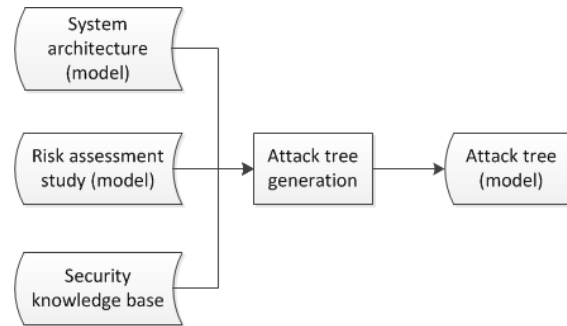 System
architecture
(model)
Risk assessment
study (model)
Attack tree
generation
Attack tree
(model)
Security
knowledge base